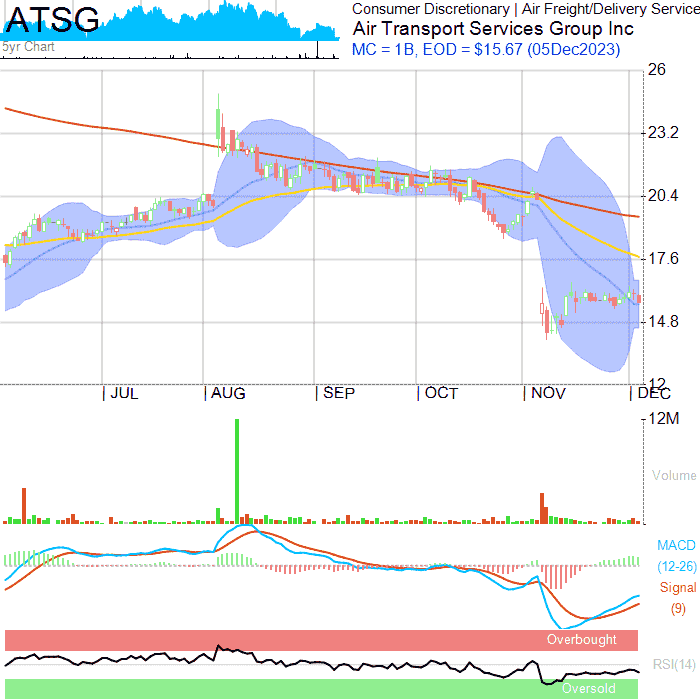 ATSG
5yr Chart
Consumer Discretionary | Air Freight/Delivery Service
Air Transport Services Group Inc
MC = 1B, EOD = $15.67 (05Dec2023)
26
23.2
20.4
17.6
14.8
12
JUL AUG SEP OCT NOV DEC
12M
Volume
MACD
(12-26)
Signal
(9)
Overbought
RSI(14)
Oversold